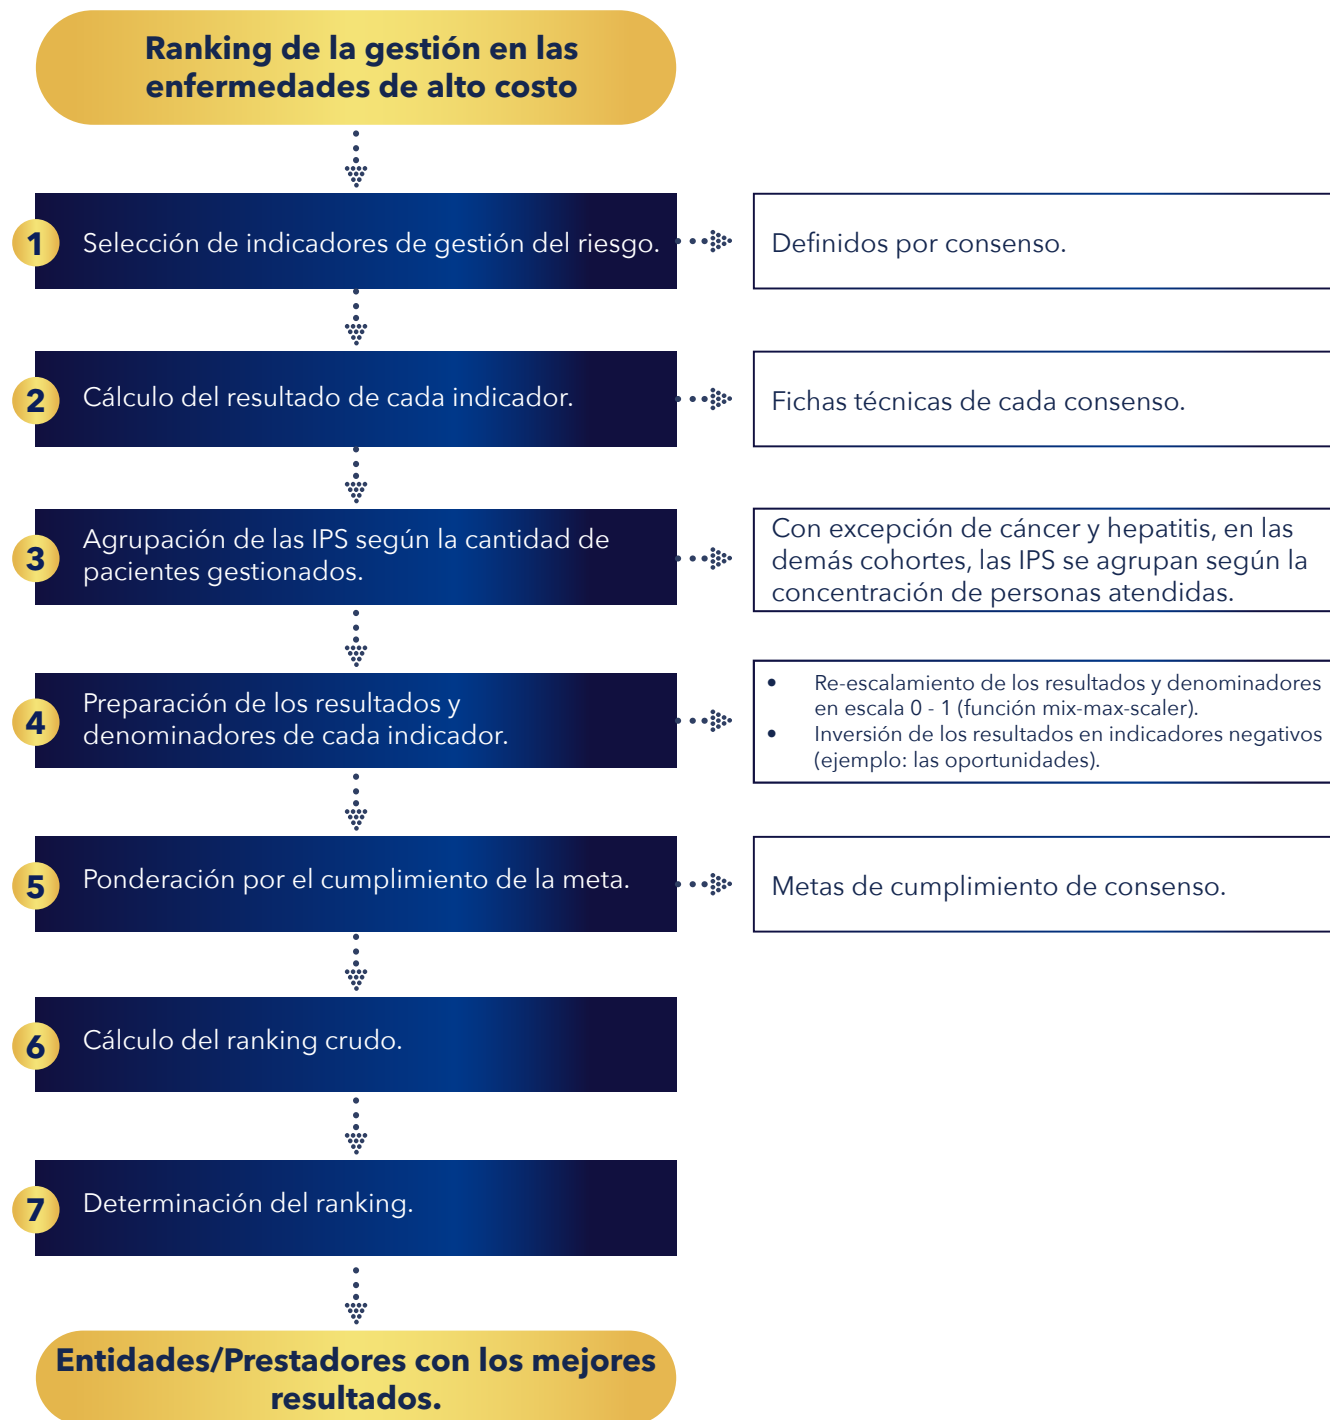 Ranking de la gestión en las
enfermedades de alto costo
1
Selección de indicadores de gestión del riesgo.
Definidos por consenso.
2
Cálculo del resultado de cada indicador.
Fichas técnicas de cada consenso.
3
Agrupación de las IPS según la cantidad de
pacientes gestionados.
Con excepción de cáncer y hepatitis, en las
demás cohortes, las IPS se agrupan según la
concentración de personas atendidas.
4
Preparación de los resultados y
denominadores de cada indicador.
• Re-escalamiento de los resultados y denominadores
en escala 0 - 1 (función mix-max-scaler).
• Inversión de los resultados en indicadores negativos
(ejemplo: las oportunidades).
5
Ponderación por el cumplimiento de la meta.
Metas de cumplimiento de consenso.
6
Cálculo del ranking crudo.
7
Determinación del ranking.
Entidades/Prestadores con los mejores
resultados.